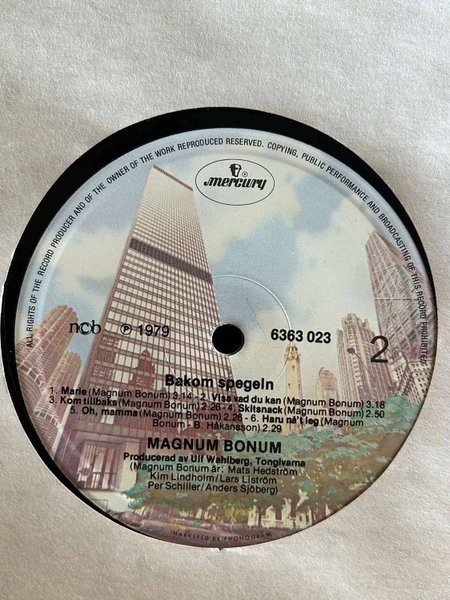 ALL RIGHTS OF THE RECORD PRODUCER AND OF THE OWNER OF THE WORK REPRODUCED RESERVED. COPYING, PUBLIC PERFORMANCE AND BROADCASTING OF THIS RECORD PROHIBITED
mercury ®
ncb ℗ 1979 6363 023 2
Bakom spegeln
1. Marie (Magnum Bonum) 3.14 - 2. Visa vad du kan (Magnum Bonum) 3.18
3. Kom tillbaks (Magnum Bonum) 2.26 - 4. Skitsnack (Magnum Bonum) 2.50
5. Oh, mamma (Magnum Bonum) 2.26 - 6. Haru nå't leg (Magnum
Bonum - B. Håkansson) 2.29
MAGNUM BONUM
Producerad av Ulf Wahlberg, Tongivarna
(Magnum Bonum är: Mats Hedström
Kim Lindholm/Lars Liström
Per Schiller/Anders Sjöberg)
MARKETED BY PHONOGRAM